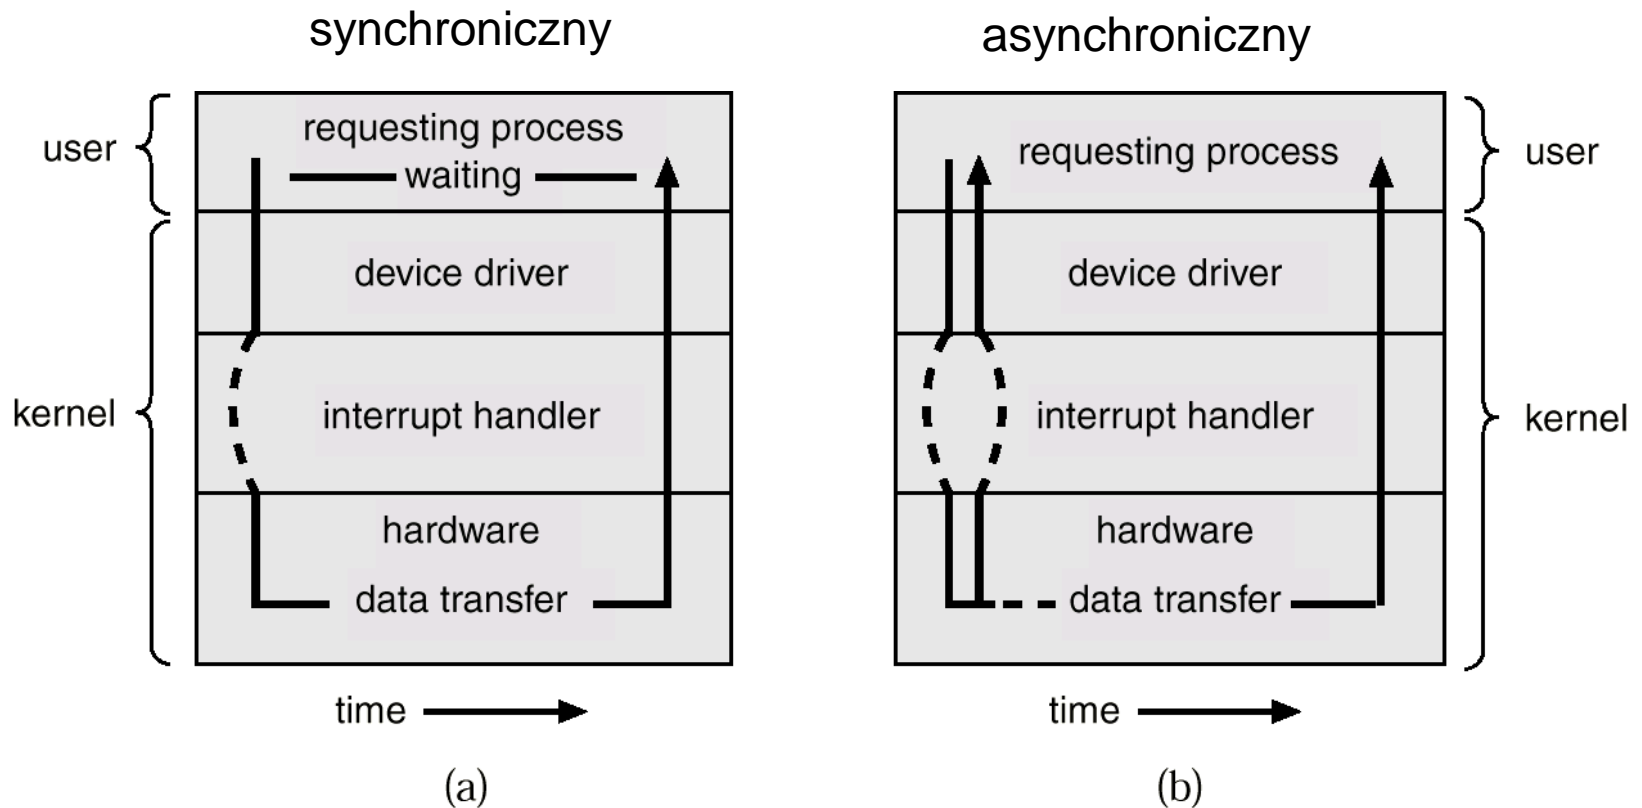 synchroniczny
user
requesting process
waiting
device driver
kernel
interrupt handler
hardware
data transfer
time
(a)
asynchroniczny
requesting process
user
device driver
interrupt handler
kernel
hardware
data transfer
time
(b)